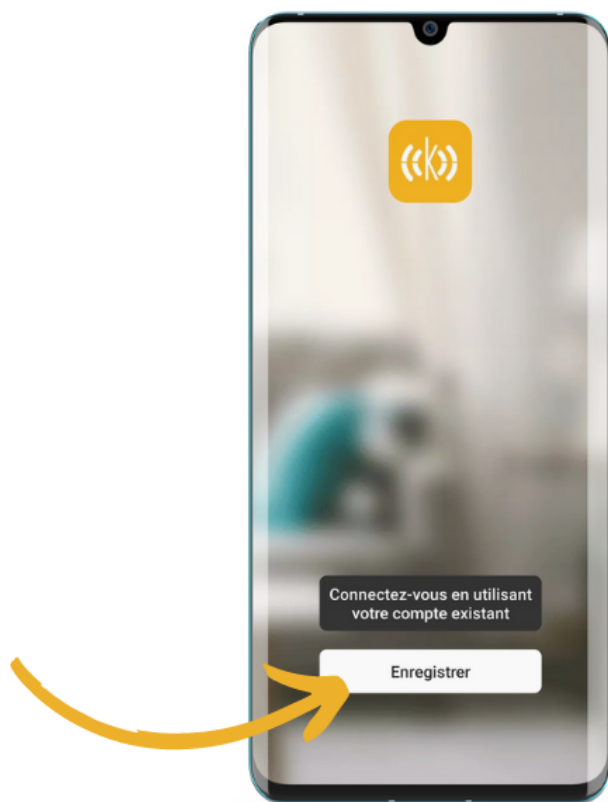 ((k))
Connectez-vous en utilisant
votre compte existant
Enregistrer